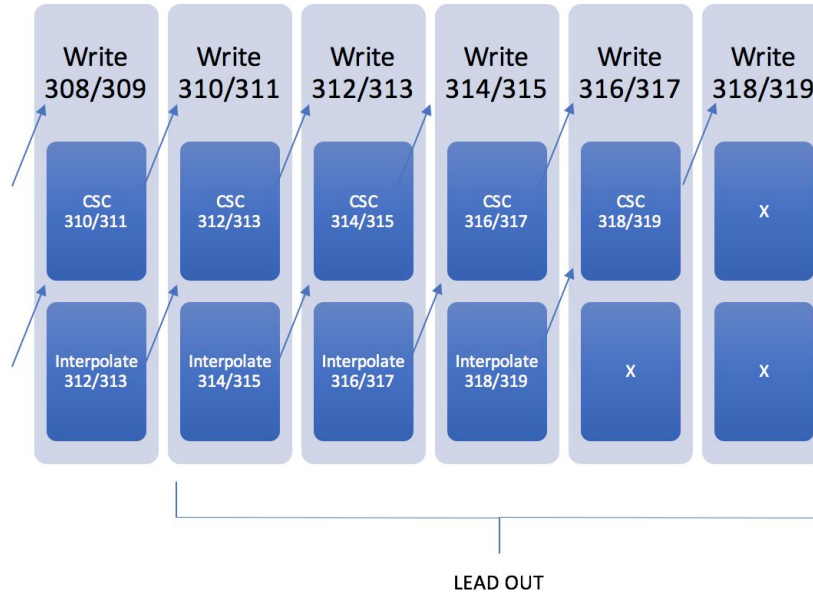 Write
308/309
Write
310/311
Write
312/313
Write
314/315
Write
316/317
Write
318/319
CSC
310/311
CSC
312/313
CSC
314/315
CSC
316/317
CSC
318/319
X
Interpolate
312/313
Interpolate
314/315
Interpolate
316/317
Interpolate
318/319
X
X
LEAD OUT